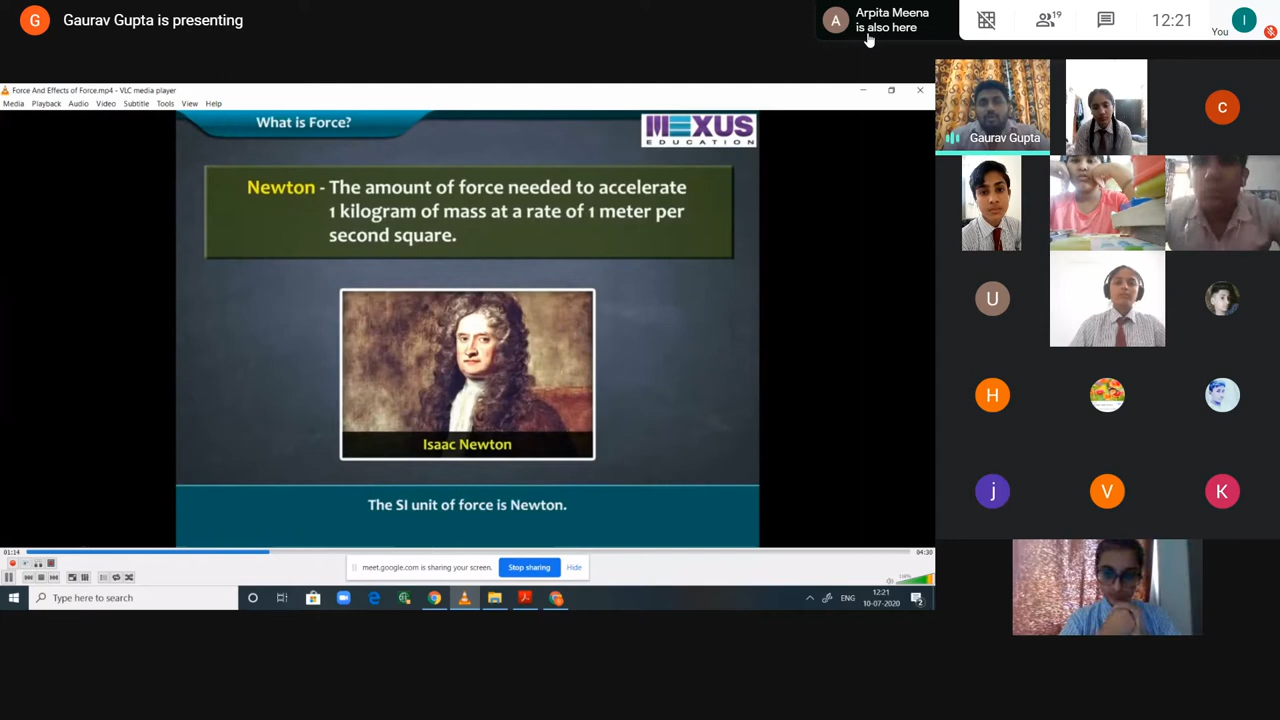 G
Gaurav Gupta is presenting
A
Arpita Meena
is also here
19
12:21
You
I
Force And Effects of Force.mp4 - VLC media player
Media Playback Audio Video Subtitle Tools View Help
What is Force?
MEXUS
EDUCATION
Newton - The amount of force needed to accelerate
1 kilogram of mass at a rate of 1 meter per
second square.
Isaac Newton
The SI unit of force is Newton.
01:14
04:30
meet.google.com is sharing your screen.
Stop sharing
Hide
Type here to search
ENG
12:21
10-07-2020
2
Gaurav Gupta
C
U
H
j
V
K